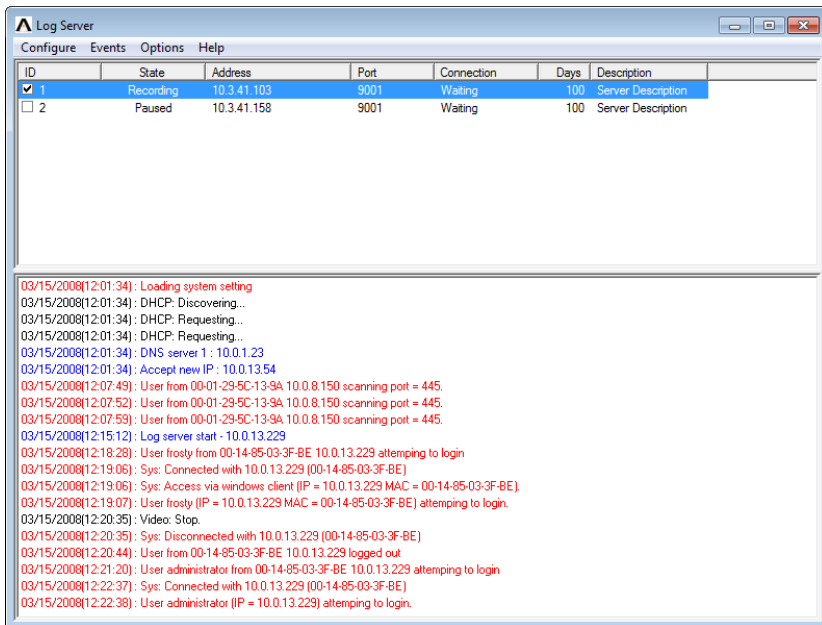 Log Server
Configure Events Options Help
ID State Address Port Connection Days Description
1 Recording 10.3.41.103 9001 Waiting 100 Server Description
2 Paused 10.3.41.158 9001 Waiting 100 Server Description
03/15/2008(12:01:34) : Loading system setting
03/15/2008(12:01:34) : DHCP: Discovering...
03/15/2008(12:01:34) : DHCP: Requesting...
03/15/2008(12:01:34) : DHCP: Requesting...
03/15/2008(12:01:34) : DNS server 1 : 10.0.1.23
03/15/2008(12:01:34) : Accept new IP : 10.0.13.54
03/15/2008(12:07:49) : User from 00-01-29-5C-13-9A 10.0.8.150 scanning port = 445.
03/15/2008(12:07:52) : User from 00-01-29-5C-13-9A 10.0.8.150 scanning port = 445.
03/15/2008(12:07:59) : User from 00-01-29-5C-13-9A 10.0.8.150 scanning port = 445.
03/15/2008(12:15:12) : Log server start - 10.0.13.229
03/15/2008(12:18:28) : User frosty from 00-14-85-03-3F-BE 10.0.13.229 attemping to login
03/15/2008(12:19:06) : Sys: Connected with 10.0.13.229 (00-14-85-03-3F-BE)
03/15/2008(12:19:06) : Sys: Access via windows client (IP = 10.0.13.229 MAC = 00-14-85-03-3F-BE).
03/15/2008(12:19:07) : User frosty (IP = 10.0.13.229 MAC = 00-14-85-03-3F-BE) attemping to login.
03/15/2008(12:20:35) : Video: Stop.
03/15/2008(12:20:35) : Sys: Disconnected with 10.0.13.229 (00-14-85-03-3F-BE)
03/15/2008(12:20:44) : User from 00-14-85-03-3F-BE 10.0.13.229 logged out
03/15/2008(12:21:20) : User administrator from 00-14-85-03-3F-BE 10.0.13.229 attemping to login
03/15/2008(12:22:37) : Sys: Connected with 10.0.13.229 (00-14-85-03-3F-BE)
03/15/2008(12:22:38) : User administrator (IP = 10.0.13.229) attemping to login.